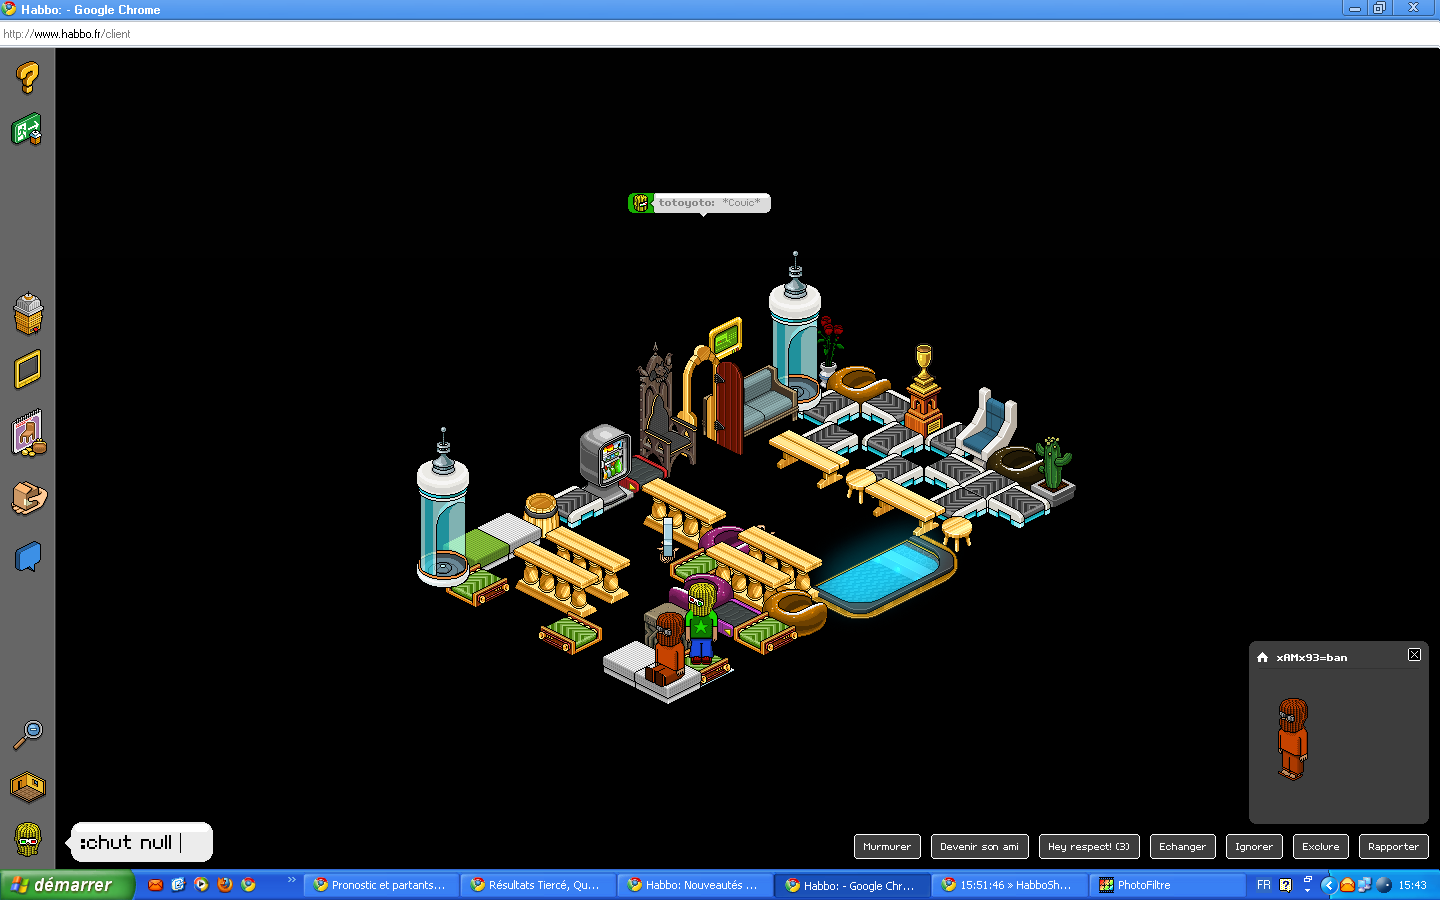 Habbo: - Google Chrome
http://www.habbo.fr/client
totoyoto: *Couic*
xAMx93=ban
:chut null
Murmurer
Devenir son ami
Hey respect! (3)
Echanger
Ignorer
Exclure
Rapporter
démarrer
Pronostic et partants...
Résultats Tiercé, Qu...
Habbo: Nouveautés ...
Habbo: - Google Chr...
15:51:46 » HabboSh...
PhotoFiltre
FR
15:43